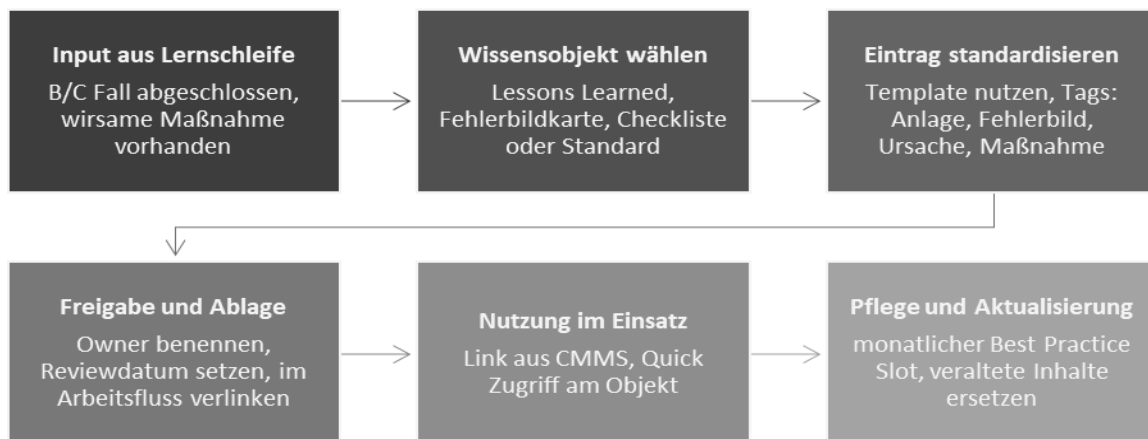 Input aus Lernschleife
B/C Fall abgeschlossen,
wirsame Maßnahme
vorhanden
Wissensobjekt wählen
Lessons Learned,
Fehlerbildkarte, Checkliste
oder Standard
Eintrag standardisieren
Template nutzen, Tags:
Anlage, Fehlerbild,
Ursache, Maßnahme
Freigabe und Ablage
Owner benennen,
Reviewdatum setzen, im
Arbeitsfluss verlinken
Nutzung im Einsatz
Link aus CMMS, Quick
Zugriff am Objekt
Pflege und Aktualisierung
monatlicher Best Practice
Slot, veraltete Inhalte
ersetzen